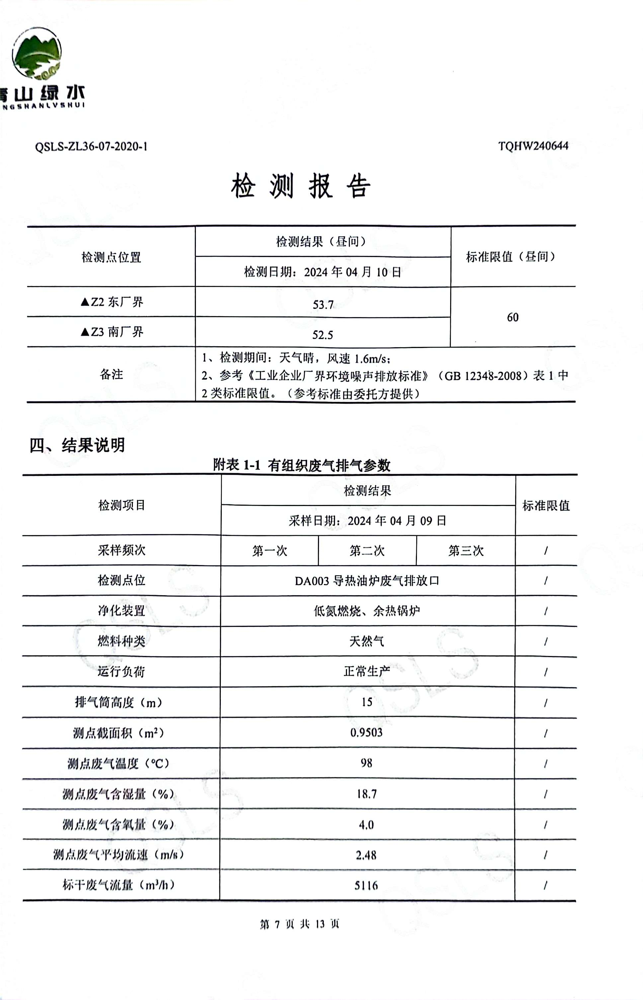 山绿水
NGSHANLVSHUI
QSLS-ZL36-07-2020-1
TQHW240644
检测报告
检测点位置
检测结果（昼间）
标准限值（昼间）
检测日期：2024 年 04 月 10 日
▲Z2 东厂界
53.7
60
▲Z3 南厂界
52.5
备注
1、检测期间：天气晴，风速 1.6m/s；
2、参考《工业企业厂界环境噪声排放标准》（GB 12348-2008）表 1 中
2 类标准限值。（参考标准由委托方提供）
四、结果说明
附表 1-1 有组织废气排气参数
检测项目
检测结果
标准限值
采样日期：2024 年 04 月 09 日
采样频次 第一次 第二次 第三次 /
检测点位 DA003 导热油炉废气排放口 /
净化装置 低氮燃烧、余热锅炉 /
燃料种类 天然气 /
运行负荷 正常生产 /
排气筒高度（m） 15 /
测点截面积（m²） 0.9503 /
测点废气温度（℃） 98 /
测点废气含湿量（%） 18.7 /
测点废气含氧量（%） 4.0 /
测点废气平均流速（m/s） 2.48 /
标干废气流量（m³/h） 5116 /
第 7 页 共 13 页
QSLS